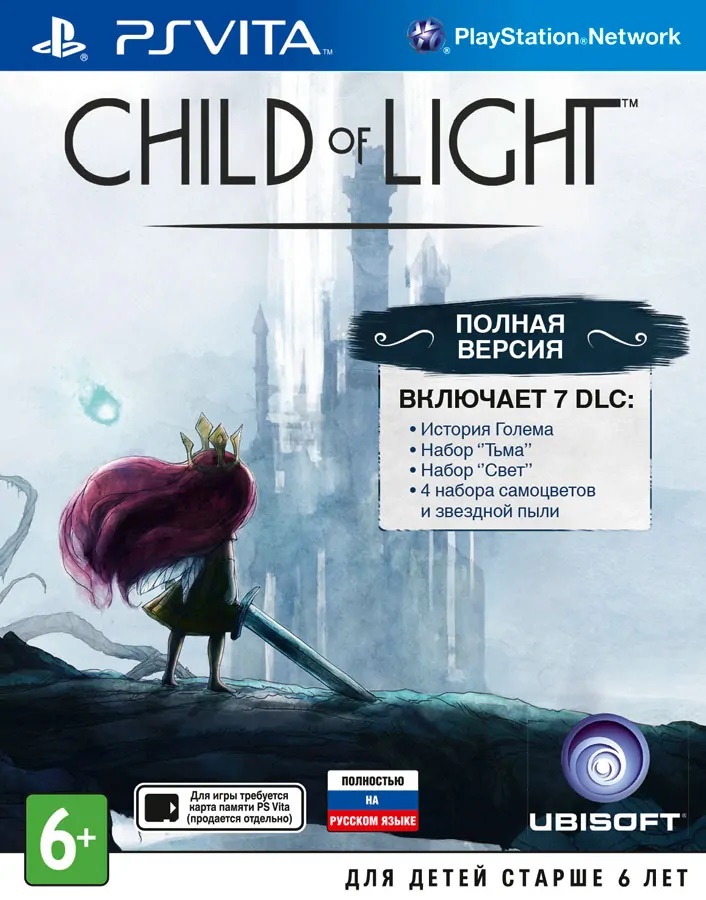 PSVITA™
PlayStation®Network
CHILD OF LIGHT™
ПОЛНАЯ
ВЕРСИЯ
ВКЛЮЧАЕТ 7 DLC:
• История Голема
• Набор “Тьма”
• Набор “Свет”
• 4 набора самоцветов
и звездной пыли
Для игры требуется
карта памяти PS Vita
(продается отдельно)
ПОЛНОСТЬЮ
НА
РУССКОМ ЯЗЫКЕ
UBISOFT®
6+
ДЛЯ ДЕТЕЙ СТАРШЕ 6 ЛЕТ